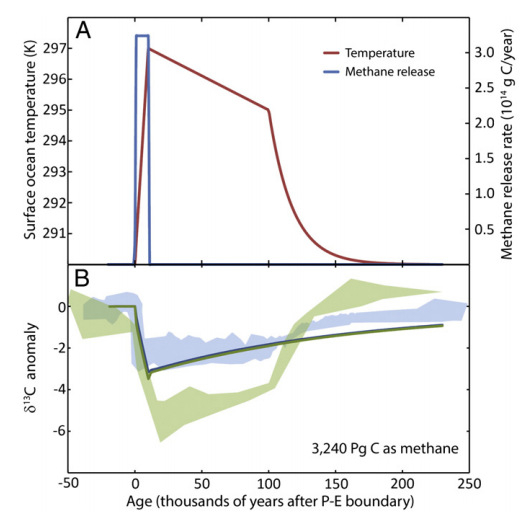 A
Surface ocean temperature (K)
297
296
295
294
293
292
291
Temperature
Methane release
3.0
2.5
2.0
1.5
1.0
0.5
Methane release rate (10¹⁴ g C/year)
B
δ¹³C anomaly
0
-2
-4
-6
3,240 Pg C as methane
-50 0 50 100 150 200 250
Age (thousands of years after P-E boundary)